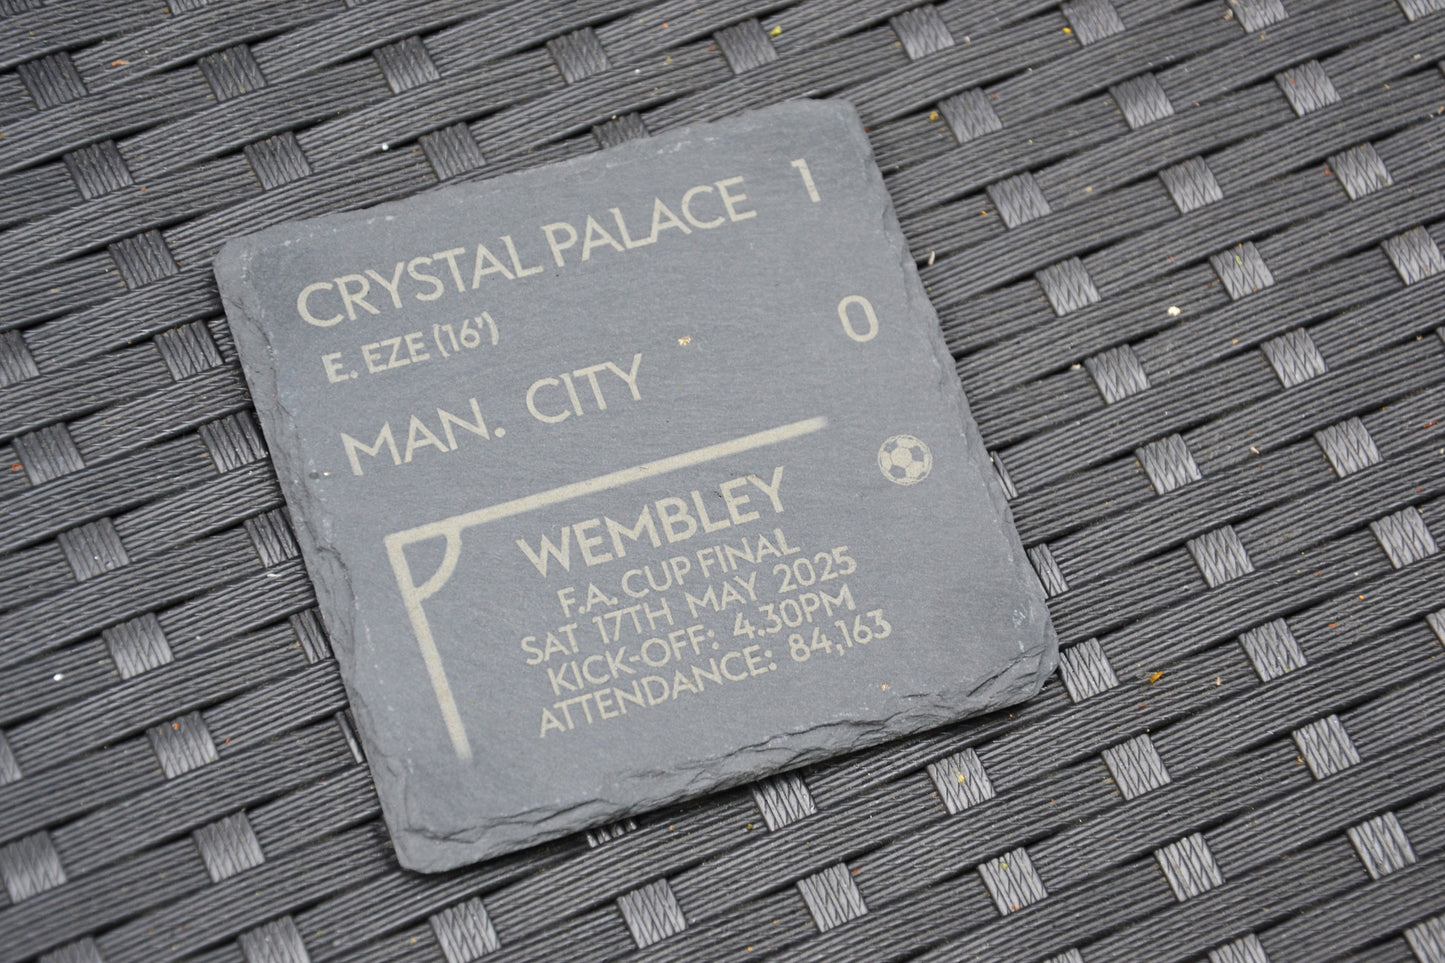 CRYSTAL PALACE 1
E. EZE (16')
MAN. CITY 0
WEMBLEY
F.A. CUP FINAL
SAT 17TH MAY 2025
KICK-OFF: 4.30PM
ATTENDANCE: 84,163